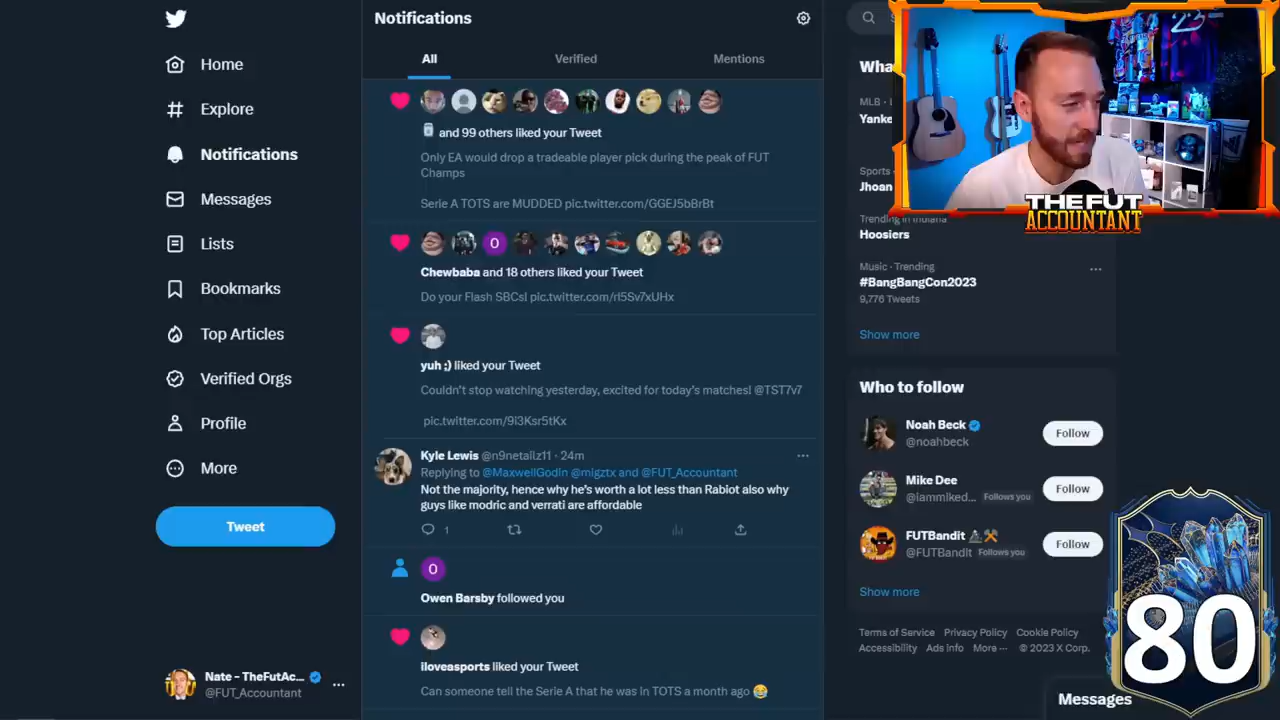 Home
Explore
Notifications
Messages
Lists
Bookmarks
Top Articles
Verified Orgs
Profile
More
Tweet
Nate - TheFutAc...
@FUT_Accountant
Notifications
All
Verified
Mentions
and 99 others liked your Tweet
Only EA would drop a tradeable player pick during the peak of FUT
Champs
Serie A TOTS are MUDDED pic.twitter.com/GGEJ5bBrBt
O
Chewbaba and 18 others liked your Tweet
Do your Flash SBCs! pic.twitter.com/rI5Sv7xUHx
yuh ;) liked your Tweet
Couldn't stop watching yesterday, excited for today's matches! @TST7v7
pic.twitter.com/9i3Ksr5tKx
Kyle Lewis @n9netailz11 · 24m
Replying to @MaxwellGodin @migztx and @FUT_Accountant
Not the majority, hence why he's worth a lot less than Rabiot also why
guys like modric and verrati are affordable
1
O
Owen Barsby followed you
iloveasports liked your Tweet
Can someone tell the Serie A that he was in TOTS a month ago 😂
23
THE FUT
ACCOUNTANT
Trending in Indiana
Hoosiers
Music · Trending
#BangBangCon2023
9,776 Tweets
Show more
Who to follow
Noah Beck
@noahbeck
Follow
Mike Dee
@iammiked... Follows you
Follow
FUTBandit
@FUTBandit Follows you
Follow
Show more
Terms of Service Privacy Policy Cookie Policy
Accessibility Ads info More ··· © 2023 X Corp.
Messages
80